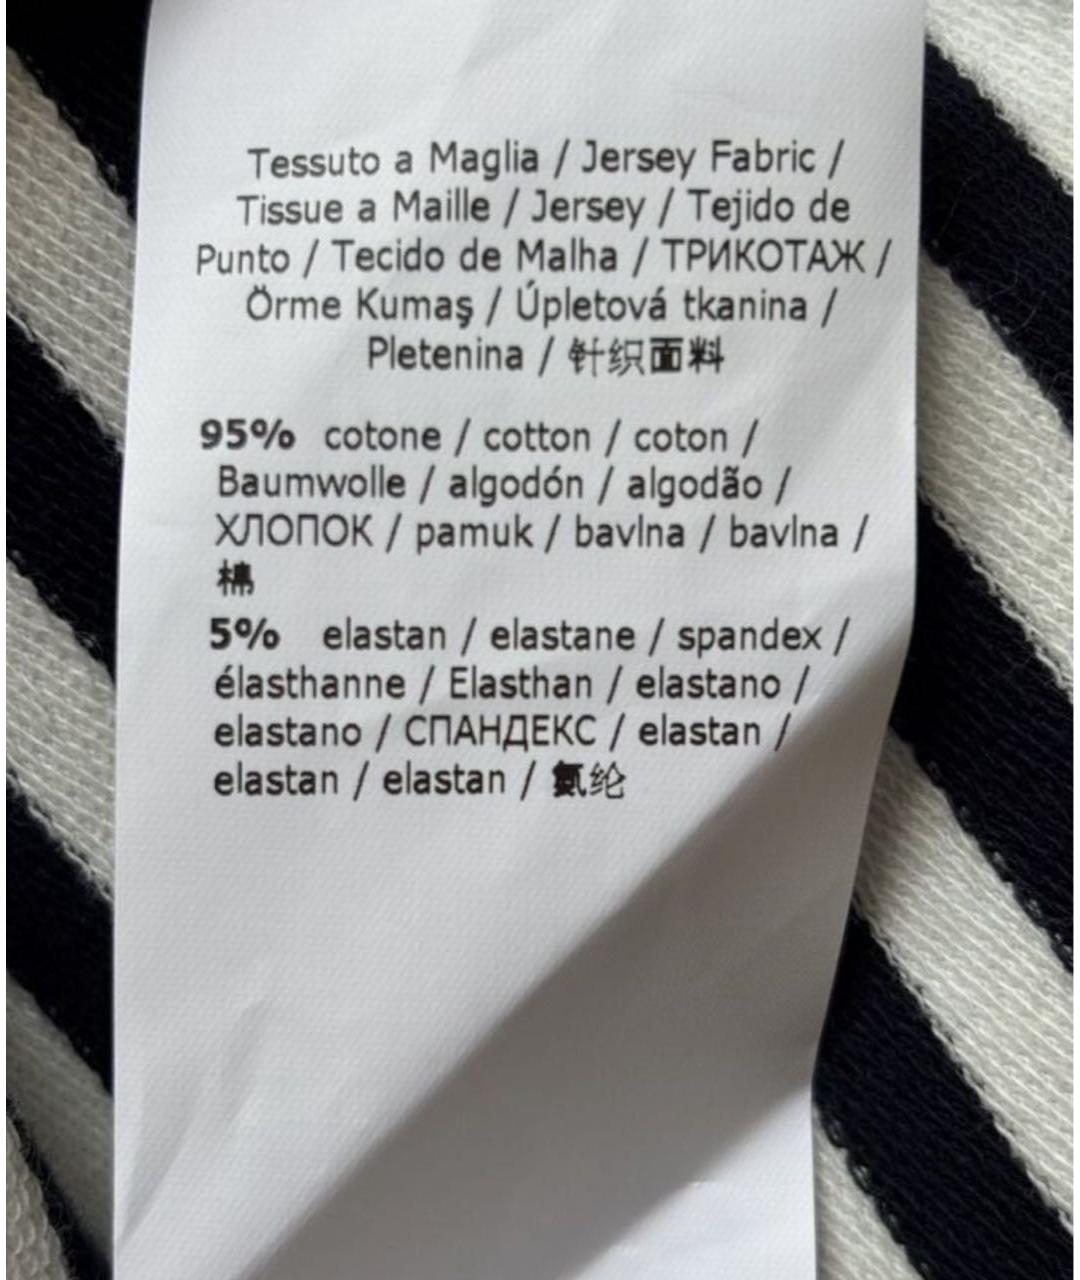 Tessuto a Maglia / Jersey Fabric /
Tissue a Maille / Jersey / Tejido de
Punto / Tecido de Malha / ТРИКОТАЖ /
Örme Kumaş / Úpletová tkanina /
Pletenina / 针织面料
95% cotone / cotton / coton /
Baumwolle / algodón / algodão /
ХЛОПОК / pamuk / bavlna / bavlna /
棉
5% elastan / elastane / spandex /
élasthanne / Elasthan / elastano /
elastano / СПАНДЕКС / elastan /
elastan / elastan / 氨纶